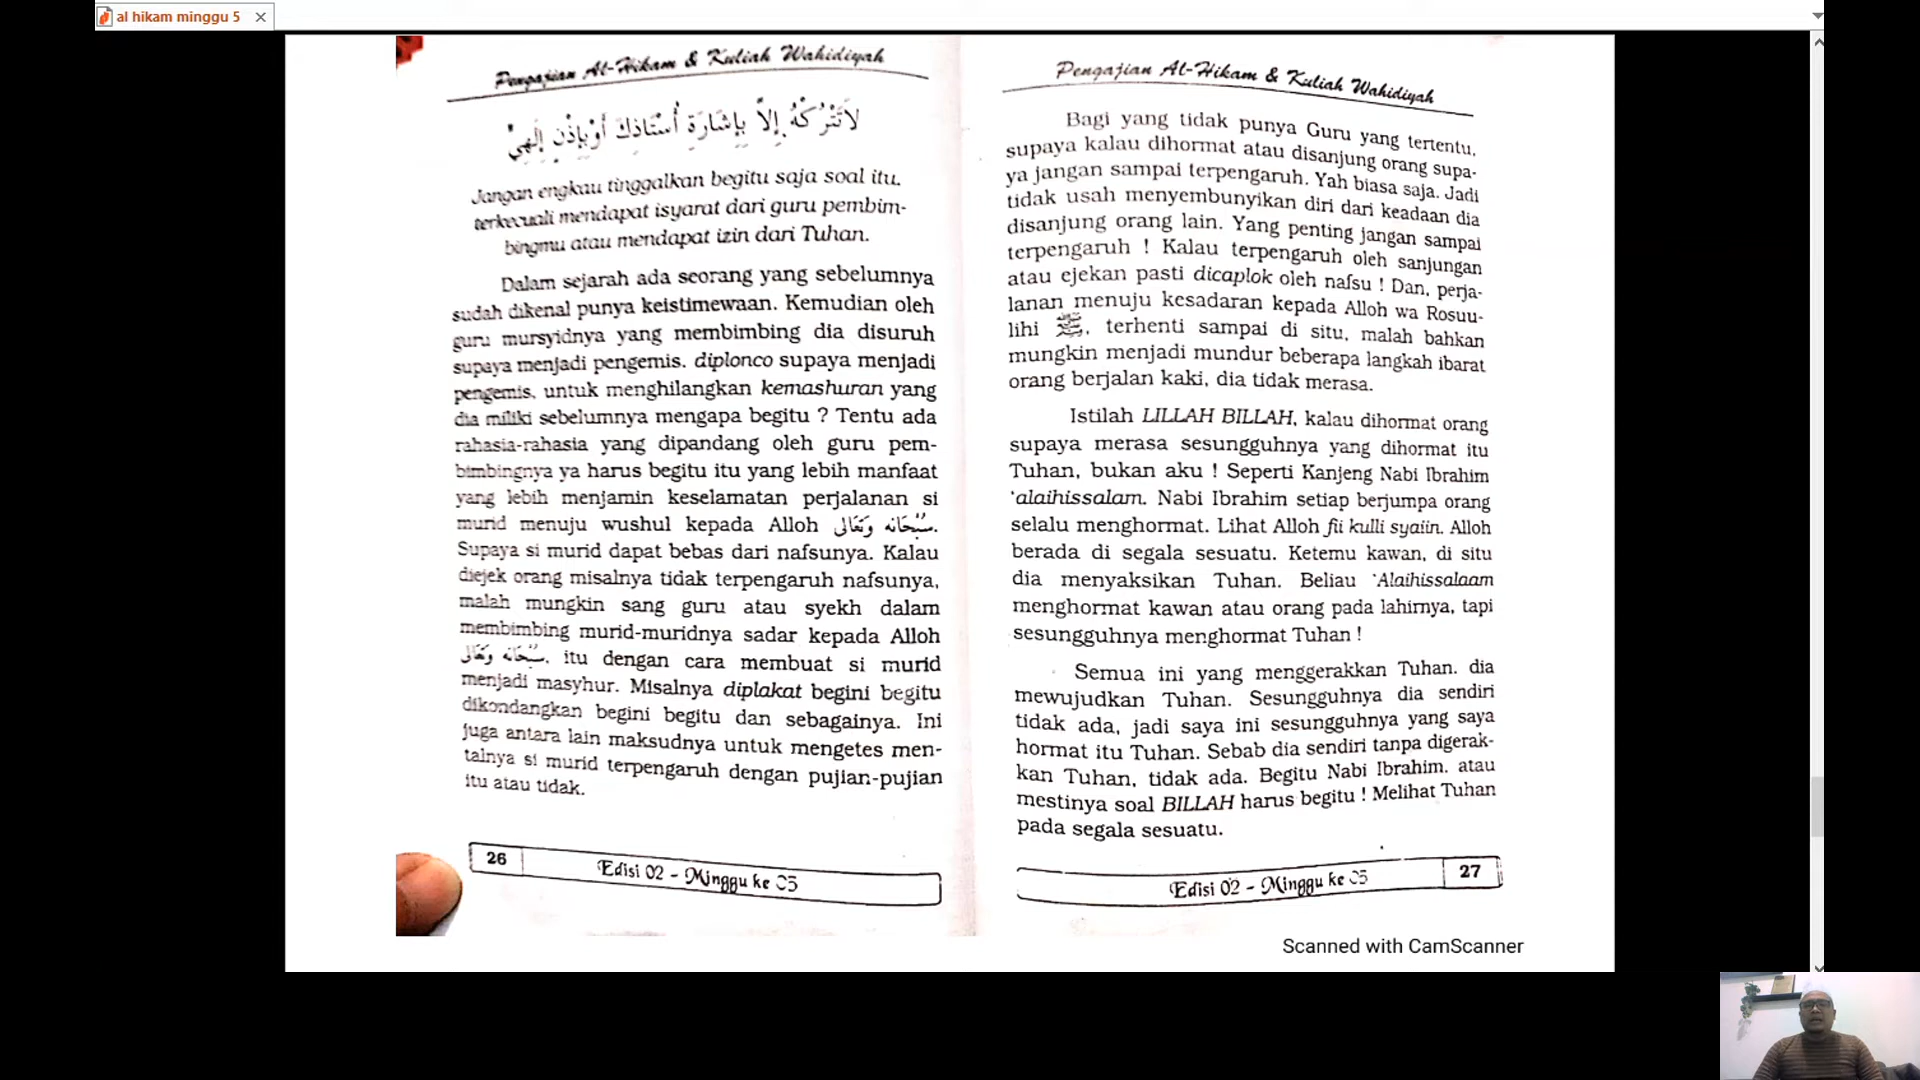 al hikam minggu 5
Pengajian Al-Hikam & Kuliah Wahidiyah
لَاتَتْرُكْهُ إِلَّا بِإِشَارَةِ أُسْتَاذِكَ أَوْبِإِذْنٍ إِلٰهِيْ
Jangan engkau tinggalkan begitu saja soal itu.
terkecuali mendapat isyarat dari guru pembim-
bingmu atau mendapat izin dari Tuhan.
Dalam sejarah ada seorang yang sebelumnya
sudah dikenal punya keistimewaan. Kemudian oleh
guru mursyidnya yang membimbing dia disuruh
supaya menjadi pengemis. diplonco supaya menjadi
pengemis, untuk menghilangkan kemashuran yang
dia miliki sebelumnya mengapa begitu ? Tentu ada
rahasia-rahasia yang dipandang oleh guru pem-
bimbingnya ya harus begitu itu yang lebih manfaat
yang lebih menjamin keselamatan perjalanan si
murid menuju wushul kepada Alloh سُبْحَانَه وَتَعَالى.
Supaya si murid dapat bebas dari nafsunya. Kalau
diejek orang misalnya tidak terpengaruh nafsunya,
malah mungkin sang guru atau syekh dalam
membimbing murid-muridnya sadar kepada Alloh
سُبْحَانَه وَتَعَالى. itu dengan cara membuat si murid
menjadi masyhur. Misalnya diplakat begini begitu
dikondangkan begini begitu dan sebagainya. Ini
juga antara lain maksudnya untuk mengetes men-
talnya si murid terpengaruh dengan pujian-pujian
itu atau tidak.
26
Edisi 02 - Minggu ke 05
Pengajian Al-Hikam & Kuliah Wahidiyah
Bagi yang tidak punya Guru yang tertentu.
supaya kalau dihormat atau disanjung orang supa-
ya jangan sampai terpengaruh. Yah biasa saja. Jadi
tidak usah menyembunyikan diri dari keadaan dia
disanjung orang lain. Yang penting jangan sampai
terpengaruh ! Kalau terpengaruh oleh sanjungan
atau ejekan pasti dicaplok oleh nafsu ! Dan, perja-
lanan menuju kesadaran kepada Alloh wa Rosuu-
lihi ﷺ, terhenti sampai di situ, malah bahkan
mungkin menjadi mundur beberapa langkah ibarat
orang berjalan kaki, dia tidak merasa.
Istilah LILLAH BILLAH, kalau dihormat orang
supaya merasa sesungguhnya yang dihormat itu
Tuhan, bukan aku ! Seperti Kanjeng Nabi Ibrahim
'alaihissalam. Nabi Ibrahim setiap berjumpa orang
selalu menghormat. Lihat Alloh fii kulli syaiin. Alloh
berada di segala sesuatu. Ketemu kawan, di situ
dia menyaksikan Tuhan. Beliau 'Alaihissalaam
menghormat kawan atau orang pada lahirnya, tapi
sesungguhnya menghormat Tuhan !
Semua ini yang menggerakkan Tuhan. dia
mewujudkan Tuhan. Sesungguhnya dia sendiri
tidak ada, jadi saya ini sesungguhnya yang saya
hormat itu Tuhan. Sebab dia sendiri tanpa digerak-
kan Tuhan, tidak ada. Begitu Nabi Ibrahim. atau
mestinya soal BILLAH harus begitu ! Melihat Tuhan
pada segala sesuatu.
Edisi 02 - Minggu ke 05
27
Scanned with CamScanner